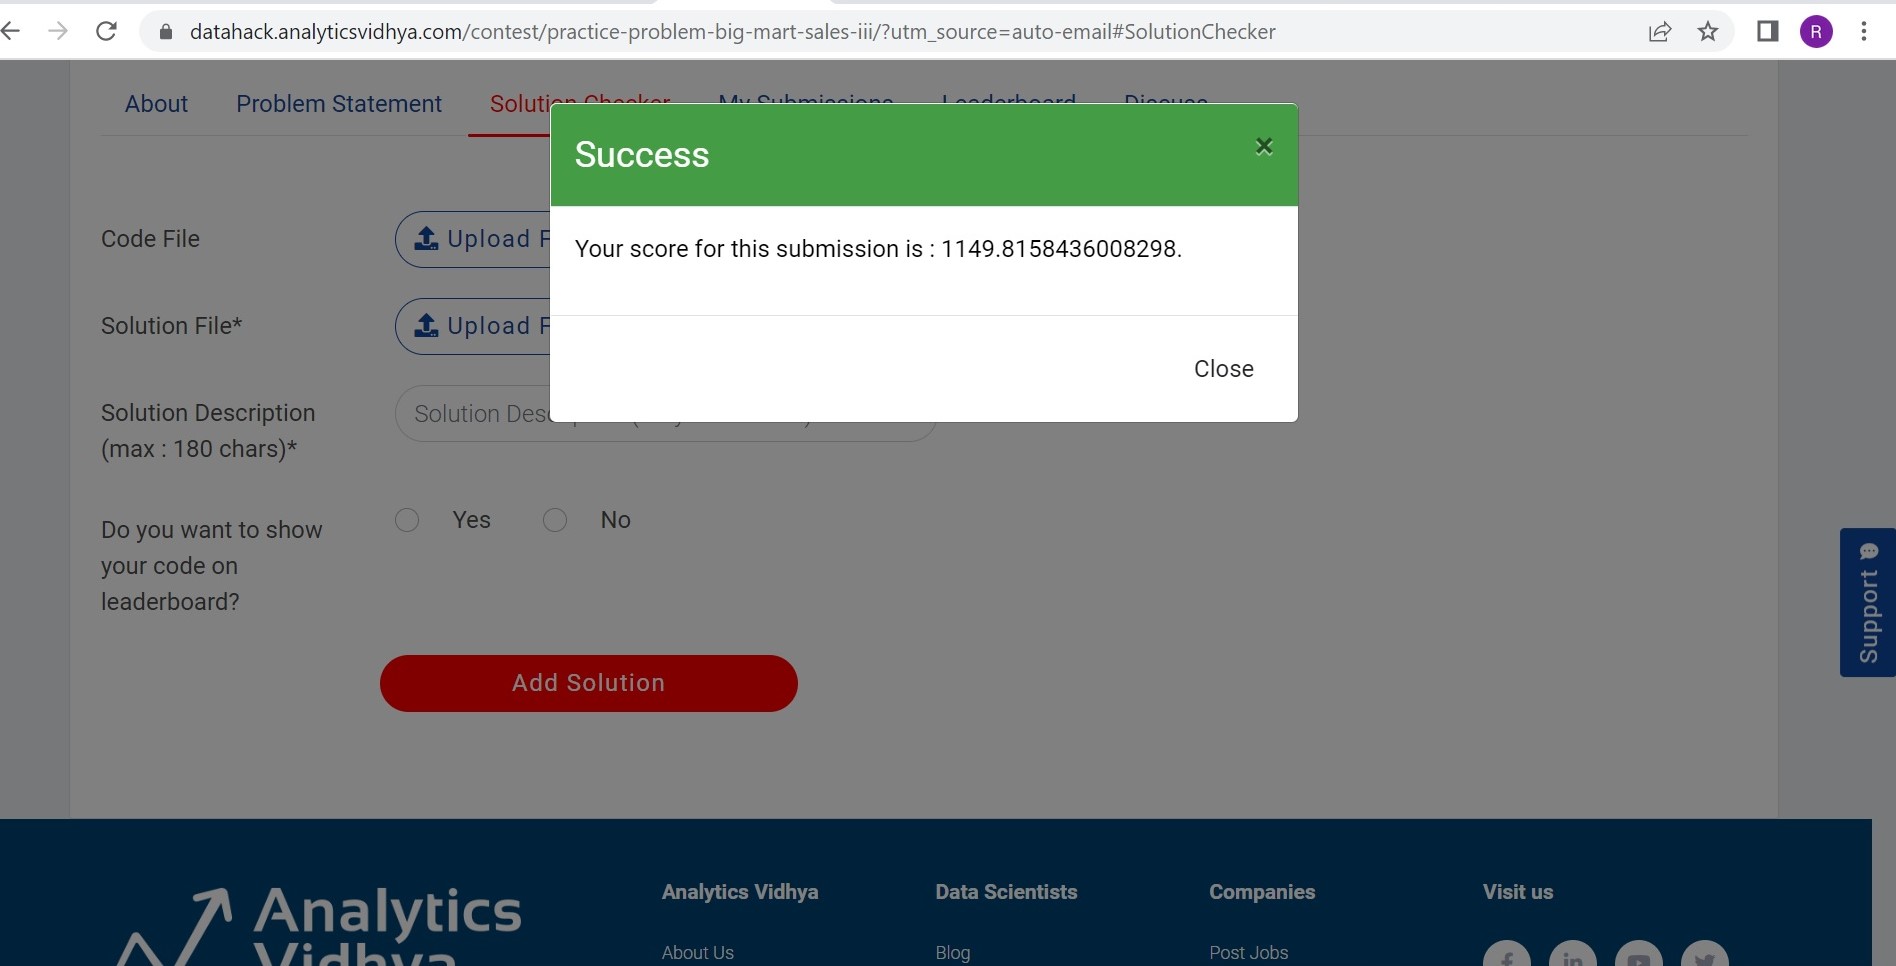 datahack.analyticsvidhya.com/contest/practice-problem-big-mart-sales-iii/?utm_source=auto-email#SolutionChecker
R
About Problem Statement Solution Checker My Submissions Leaderboard Discuss
Success ×
Your score for this submission is : 1149.8158436008298.
Close
Code File Upload F
Solution File* Upload F
Solution Description
(max : 180 chars)*
Solution Des
Do you want to show
your code on
leaderboard?
Yes No
Add Solution
Support
Analytics
Vidhya
Analytics Vidhya Data Scientists Companies Visit us
About Us Blog Post Jobs